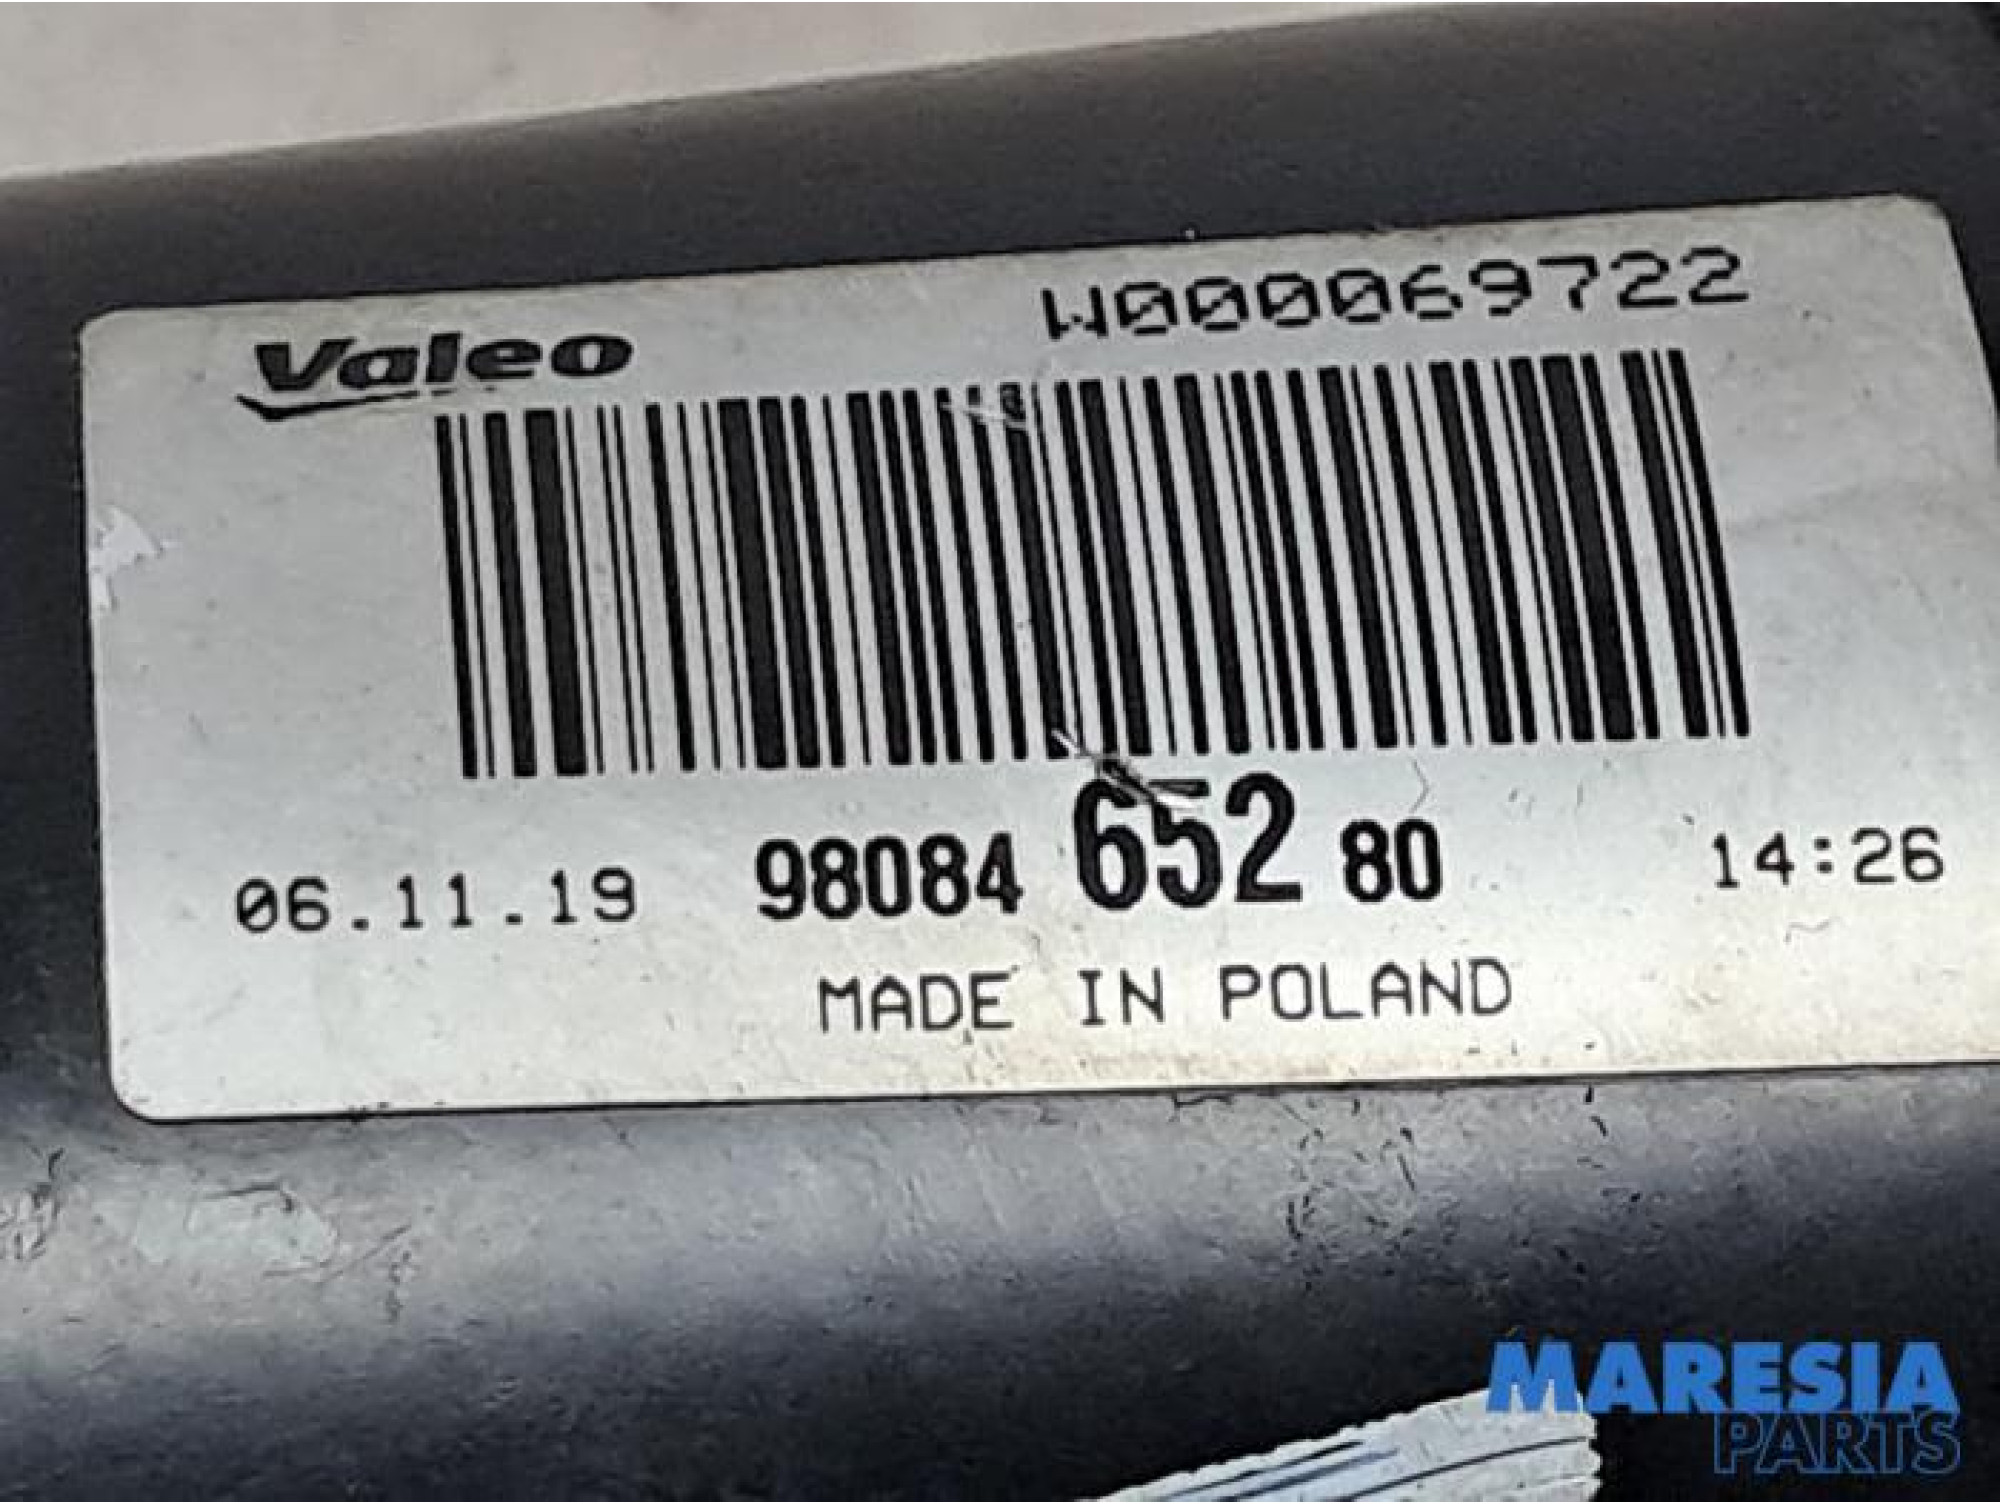 W000069722
Valeo
06.11.19 98084 652 80 14:26
MADE IN POLAND
MARESIA
PARTS